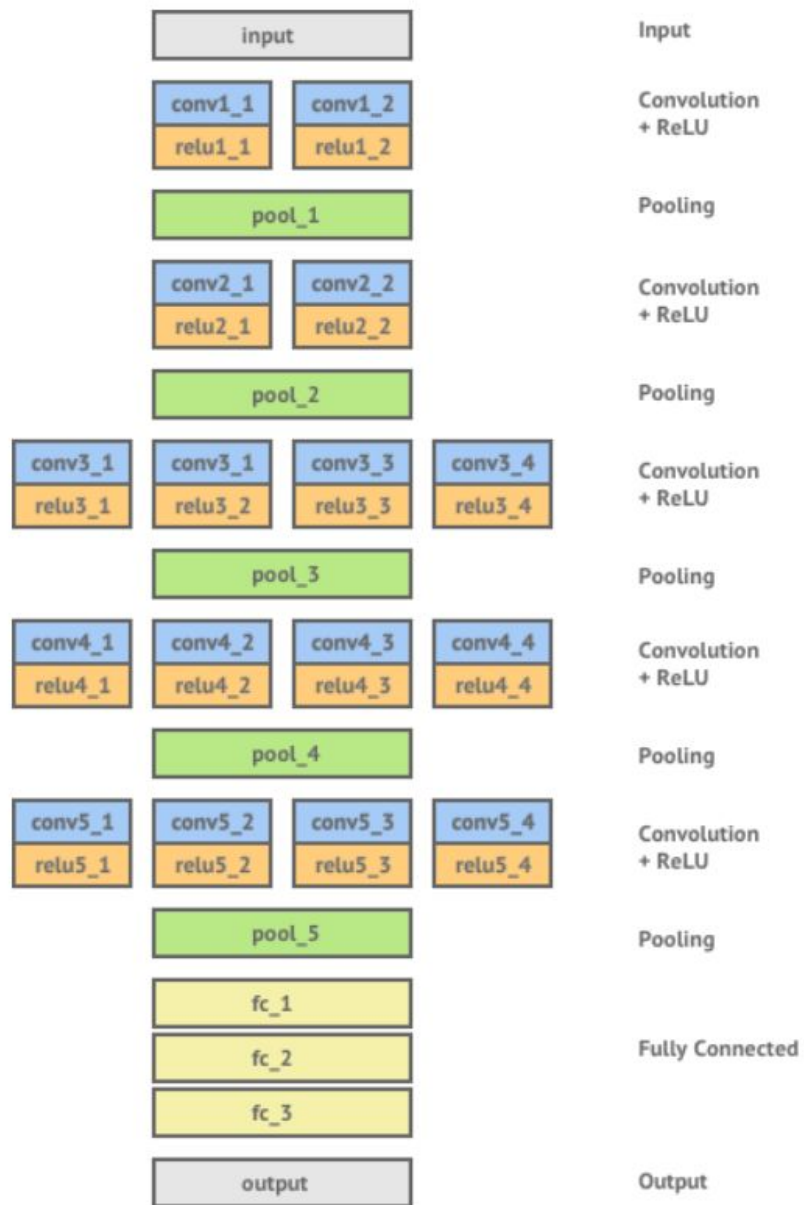 input Input
conv1_1 conv1_2 Convolution
relu1_1 relu1_2 + ReLU
pool_1 Pooling
conv2_1 conv2_2 Convolution
relu2_1 relu2_2 + ReLU
pool_2 Pooling
conv3_1 conv3_1 conv3_3 conv3_4 Convolution
relu3_1 relu3_2 relu3_3 relu3_4 + ReLU
pool_3 Pooling
conv4_1 conv4_2 conv4_3 conv4_4 Convolution
relu4_1 relu4_2 relu4_3 relu4_4 + ReLU
pool_4 Pooling
conv5_1 conv5_2 conv5_3 conv5_4 Convolution
relu5_1 relu5_2 relu5_3 relu5_4 + ReLU
pool_5 Pooling
fc_1
fc_2 Fully Connected
fc_3
output Output